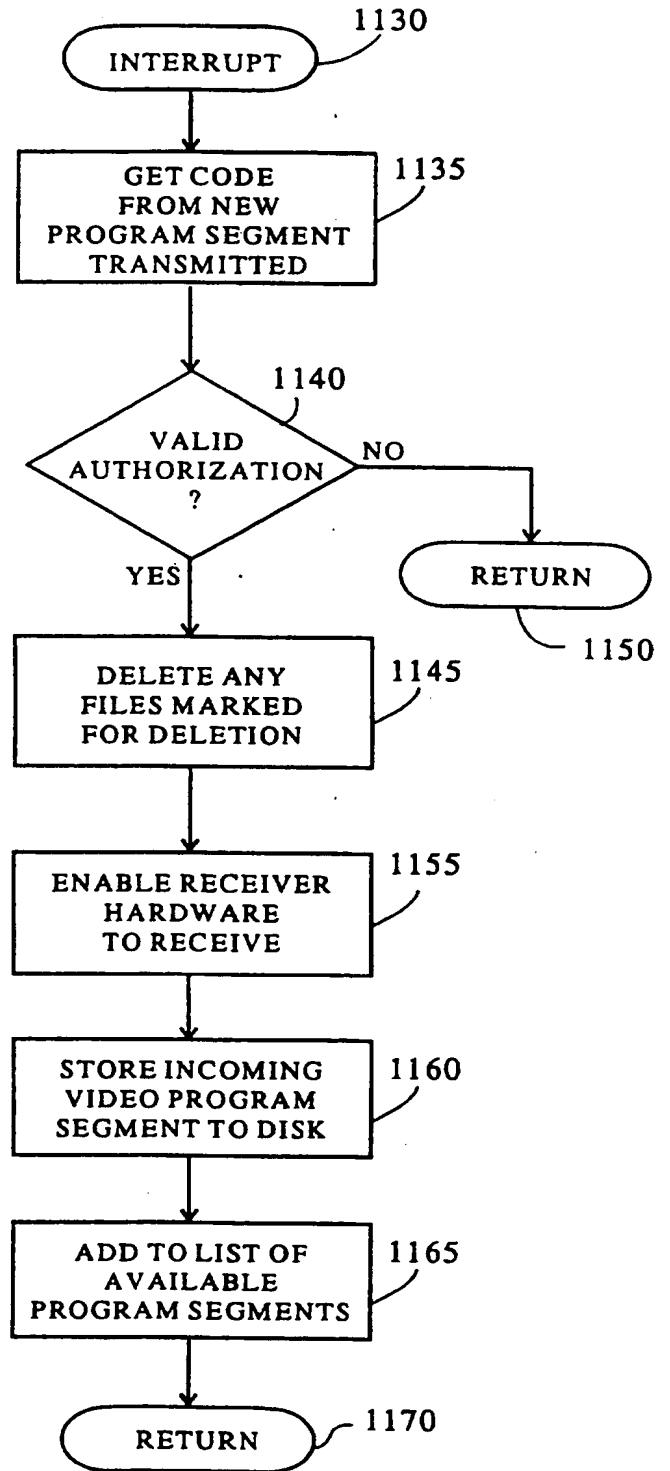 1130
INTERRUPT
1135
GET CODE
FROM NEW
PROGRAM SEGMENT
TRANSMITTED
1140
VALID
AUTHORIZATION
?
NO
YES
RETURN
1150
1145
DELETE ANY
FILES MARKED
FOR DELETION
1155
ENABLE RECEIVER
HARDWARE
TO RECEIVE
1160
STORE INCOMING
VIDEO PROGRAM
SEGMENT TO DISK
1165
ADD TO LIST OF
AVAILABLE
PROGRAM SEGMENTS
RETURN
1170